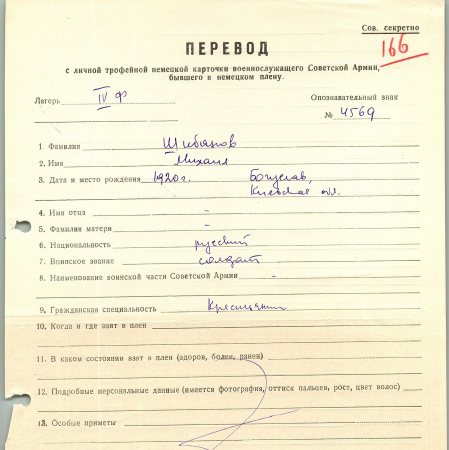 Сов. секретно
166
ПЕРЕВОД
с личной трофейной немецкой карточки военнослужащего Советской Армии,
бывшего в немецком плену.
Лагерь IV Ф
Опознавательный знак
№ 4569
1. Фамилия Шибанов
2. Имя Михаил
3. Дата и место рождения 1920 г. Богуслав,
Киевская обл.
4. Имя отца –
5. Фамилия матери –
6. Национальность русский
7. Воинское звание солдат
8. Наименование воинской части Советской Армии -
9. Гражданская специальность Крестьянин
10. Когда и где взят в плен
11. В каком состоянии взят в плен (здоров, болен, ранен)
12. Подробные персональные данные (имеется фотография, оттиск пальцев, рост, цвет волос)
13. Особые приметы